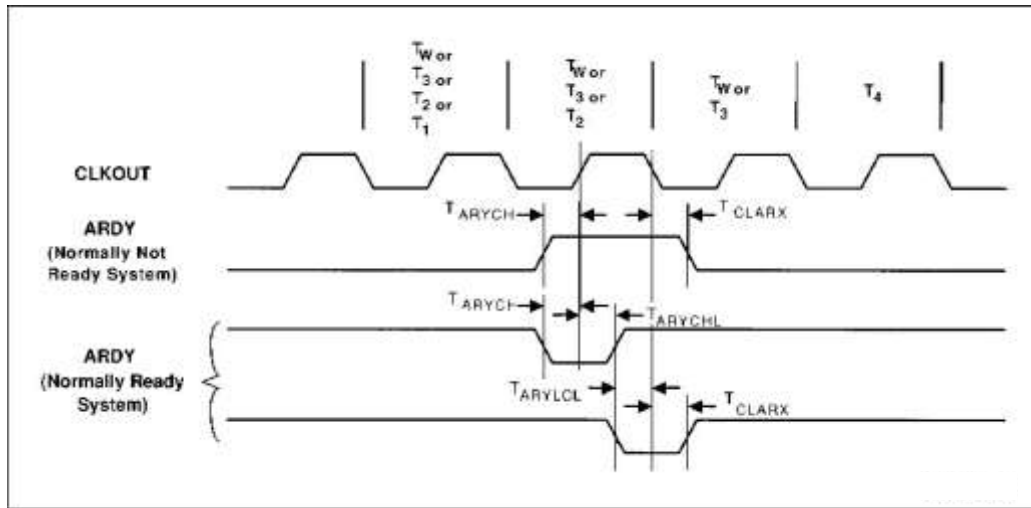 TW or
T3 or
T2 or
T1
TW or
T3 or
T2
TW or
T3
T4
CLKOUT
TARYCH
TCLARX
ARDY
(Normally Not
Ready System)
TARYCH
TARYCHL
ARDY
(Normally Ready
System)
TARYLCL
TCLARX